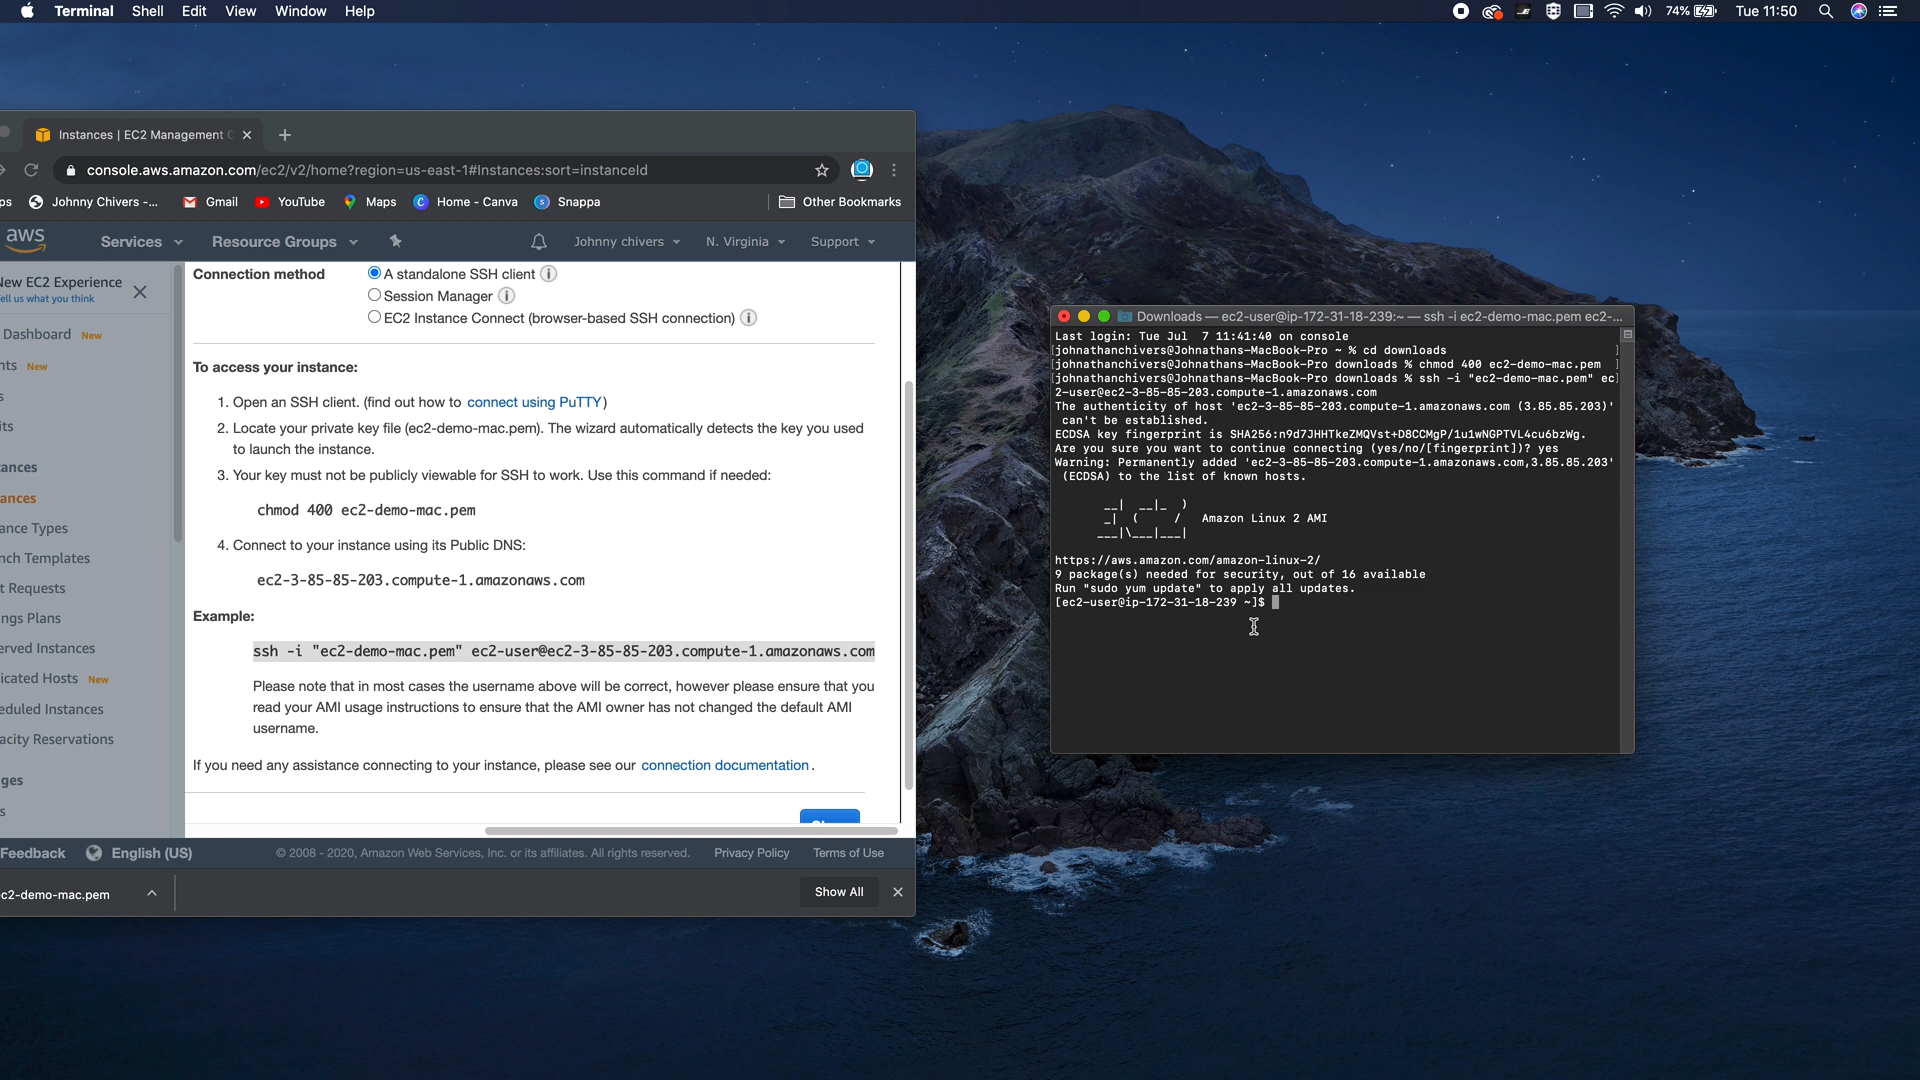 Terminal Shell Edit View Window Help
74% Tue 11:50
Instances | EC2 Management C
console.aws.amazon.com/ec2/v2/home?region=us-east-1#Instances:sort=instanceId
ps Johnny Chivers -... Gmail YouTube Maps Home - Canva Snappa Other Bookmarks
aws Services Resource Groups Johnny chivers N. Virginia Support
New EC2 Experience
ell us what you think
Dashboard New
nts New
s
its
ances
ances
ance Types
nch Templates
t Requests
ngs Plans
erved Instances
icated Hosts New
eduled Instances
acity Reservations
ges
s
Connection method
A standalone SSH client
Session Manager
EC2 Instance Connect (browser-based SSH connection)
To access your instance:
1. Open an SSH client. (find out how to connect using PuTTY)
2. Locate your private key file (ec2-demo-mac.pem). The wizard automatically detects the key you used
to launch the instance.
3. Your key must not be publicly viewable for SSH to work. Use this command if needed:
chmod 400 ec2-demo-mac.pem
4. Connect to your instance using its Public DNS:
ec2-3-85-85-203.compute-1.amazonaws.com
Example:
ssh -i "ec2-demo-mac.pem" ec2-user@ec2-3-85-85-203.compute-1.amazonaws.com
Please note that in most cases the username above will be correct, however please ensure that you
read your AMI usage instructions to ensure that the AMI owner has not changed the default AMI
username.
If you need any assistance connecting to your instance, please see our connection documentation.
Feedback English (US) © 2008 - 2020, Amazon Web Services, Inc. or its affiliates. All rights reserved. Privacy Policy Terms of Use
c2-demo-mac.pem Show All
Downloads — ec2-user@ip-172-31-18-239:~ — ssh -i ec2-demo-mac.pem ec2-...
Last login: Tue Jul  7 11:41:40 on console
[johnathanchivers@Johnathans-MacBook-Pro ~ % cd downloads ]
[johnathanchivers@Johnathans-MacBook-Pro downloads % chmod 400 ec2-demo-mac.pem ]
[johnathanchivers@Johnathans-MacBook-Pro downloads % ssh -i "ec2-demo-mac.pem" ec]
2-user@ec2-3-85-85-203.compute-1.amazonaws.com
The authenticity of host 'ec2-3-85-85-203.compute-1.amazonaws.com (3.85.85.203)'
can't be established.
ECDSA key fingerprint is SHA256:n9d7JHHTkeZMQVst+D8CCMgP/1u1wNGPTVL4cu6bzWg.
Are you sure you want to continue connecting (yes/no/[fingerprint])? yes
Warning: Permanently added 'ec2-3-85-85-203.compute-1.amazonaws.com,3.85.85.203'
(ECDSA) to the list of known hosts.
__|  __|_  )
_|  (     /   Amazon Linux 2 AMI
___|\___|___|
https://aws.amazon.com/amazon-linux-2/
9 package(s) needed for security, out of 16 available
Run "sudo yum update" to apply all updates.
[ec2-user@ip-172-31-18-239 ~]$